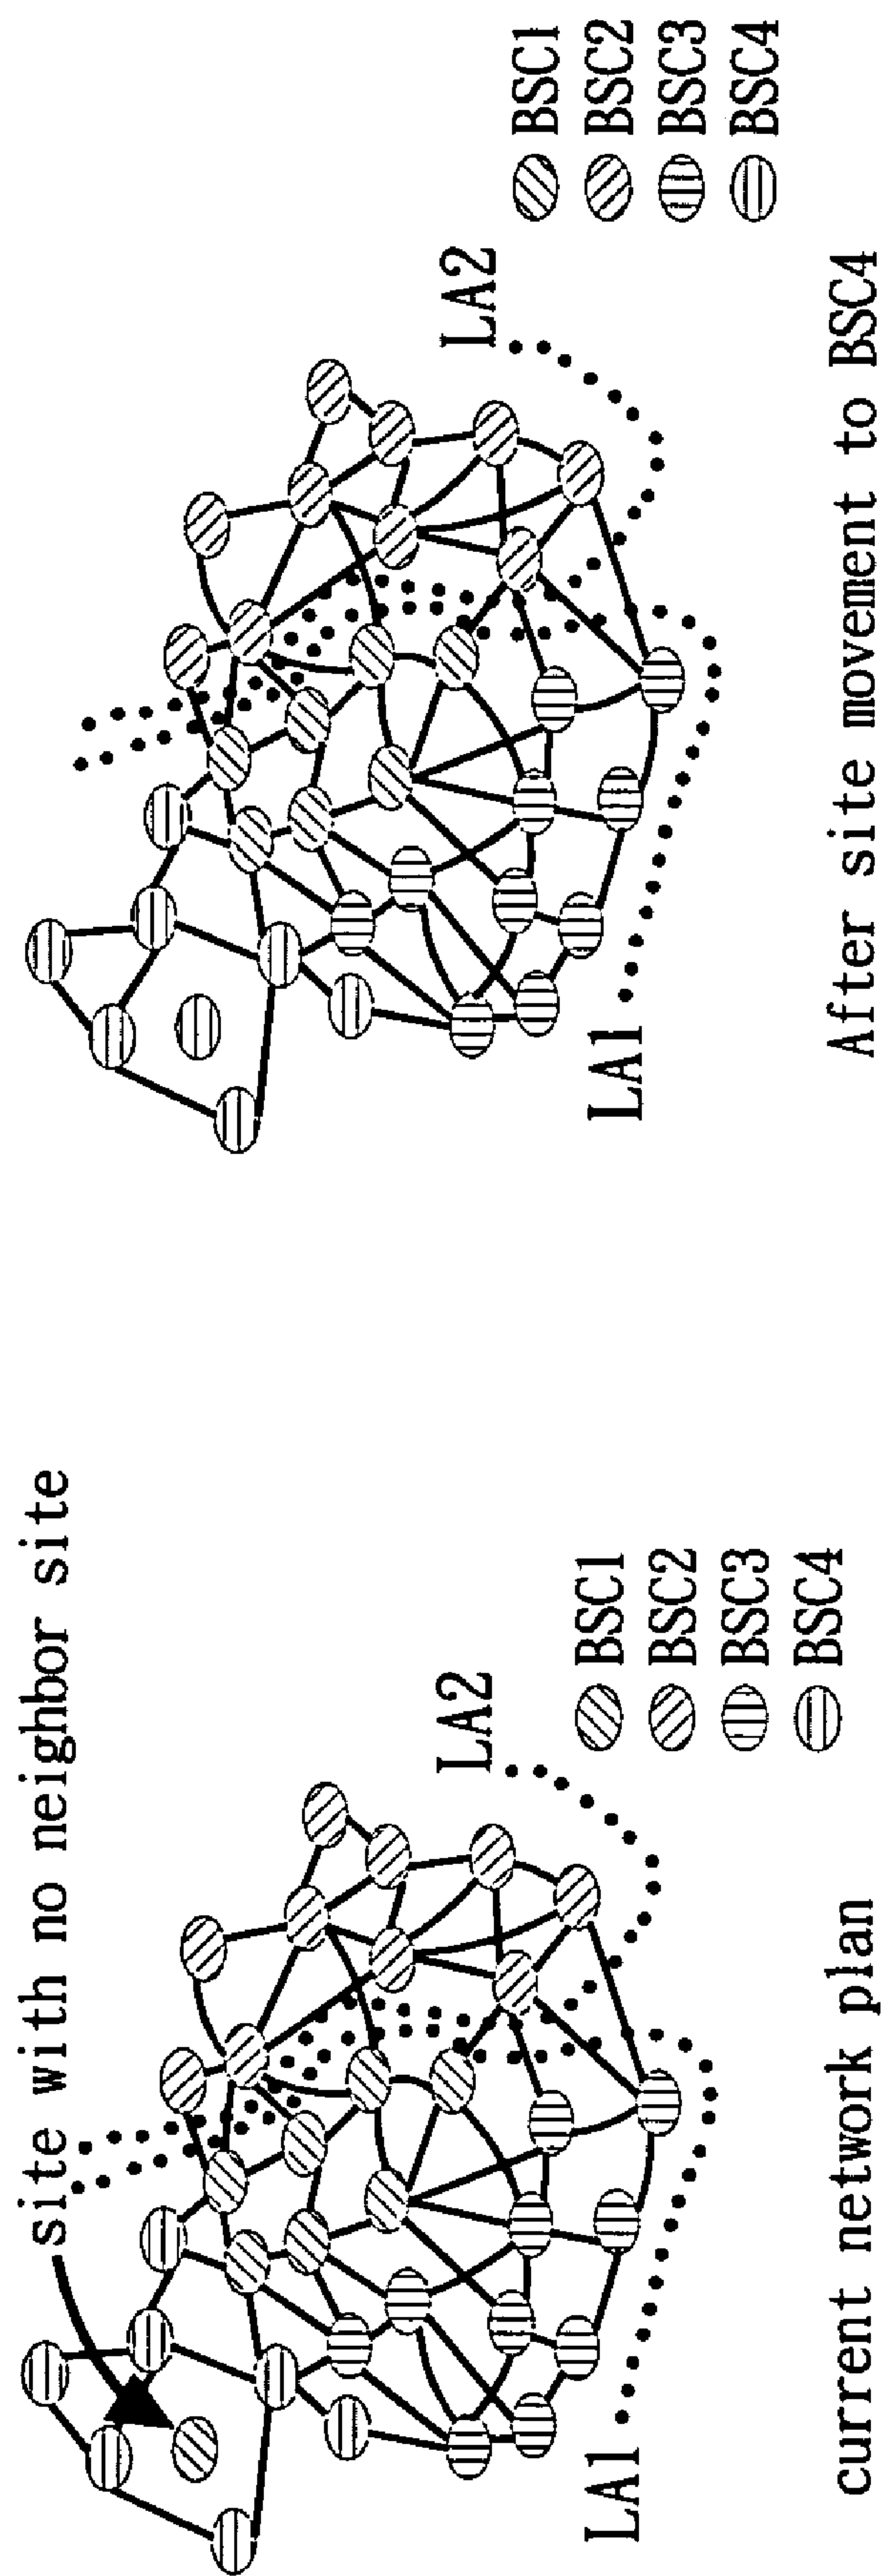 site with no neighbor site
LA1
LA2
BSC1
BSC2
BSC3
BSC4
current network plan
LA1
LA2
BSC1
BSC2
BSC3
BSC4
After site movement to BSC4